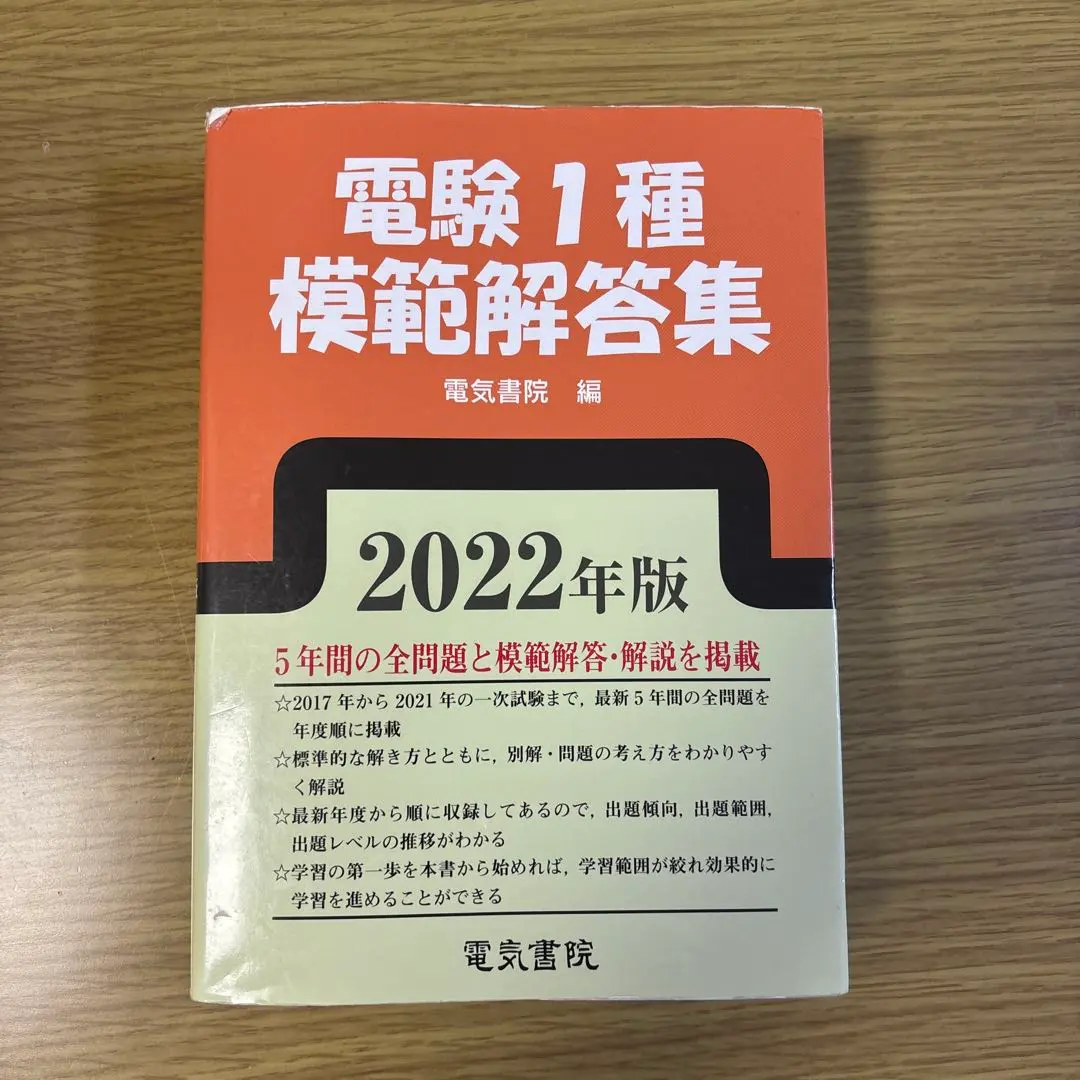 電験1種
模範解答集
電気書院 編
2022年版
5年間の全問題と模範解答・解説を掲載
☆2017年から2021年の一次試験まで,最新5年間の全問題を
年度順に掲載
☆標準的な解き方とともに,別解・問題の考え方をわかりやす
く解説
☆最新年度から順に収録してあるので,出題傾向,出題範囲,
出題レベルの推移がわかる
☆学習の第一歩を本書から始めれば,学習範囲が絞れ効果的に
学習を進めることができる
電気書院